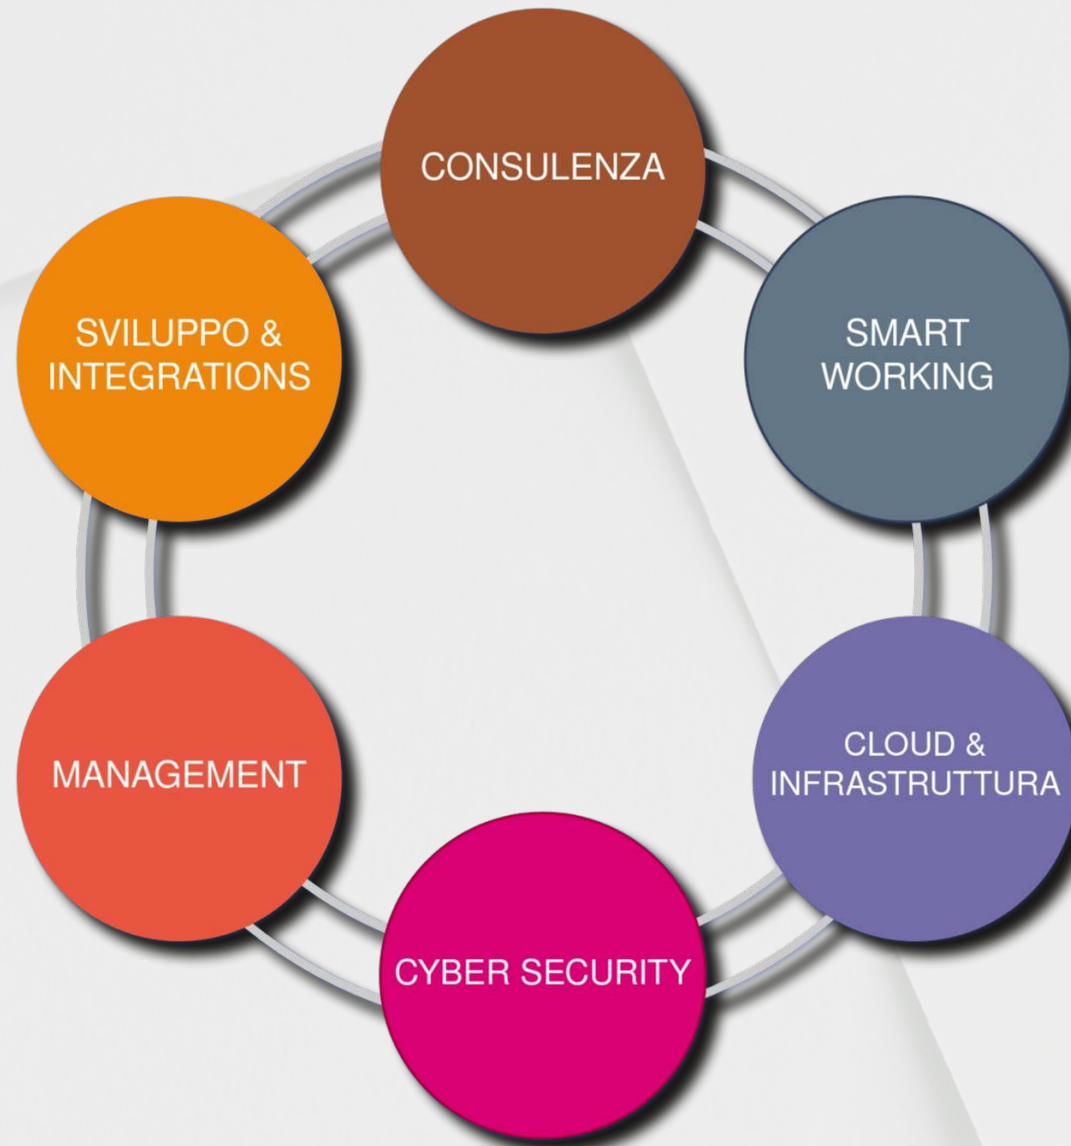 CONSULENZA
SMART
WORKING
CLOUD &
INFRASTRUTTURA
CYBER SECURITY
MANAGEMENT
SVILUPPO &
INTEGRATIONS